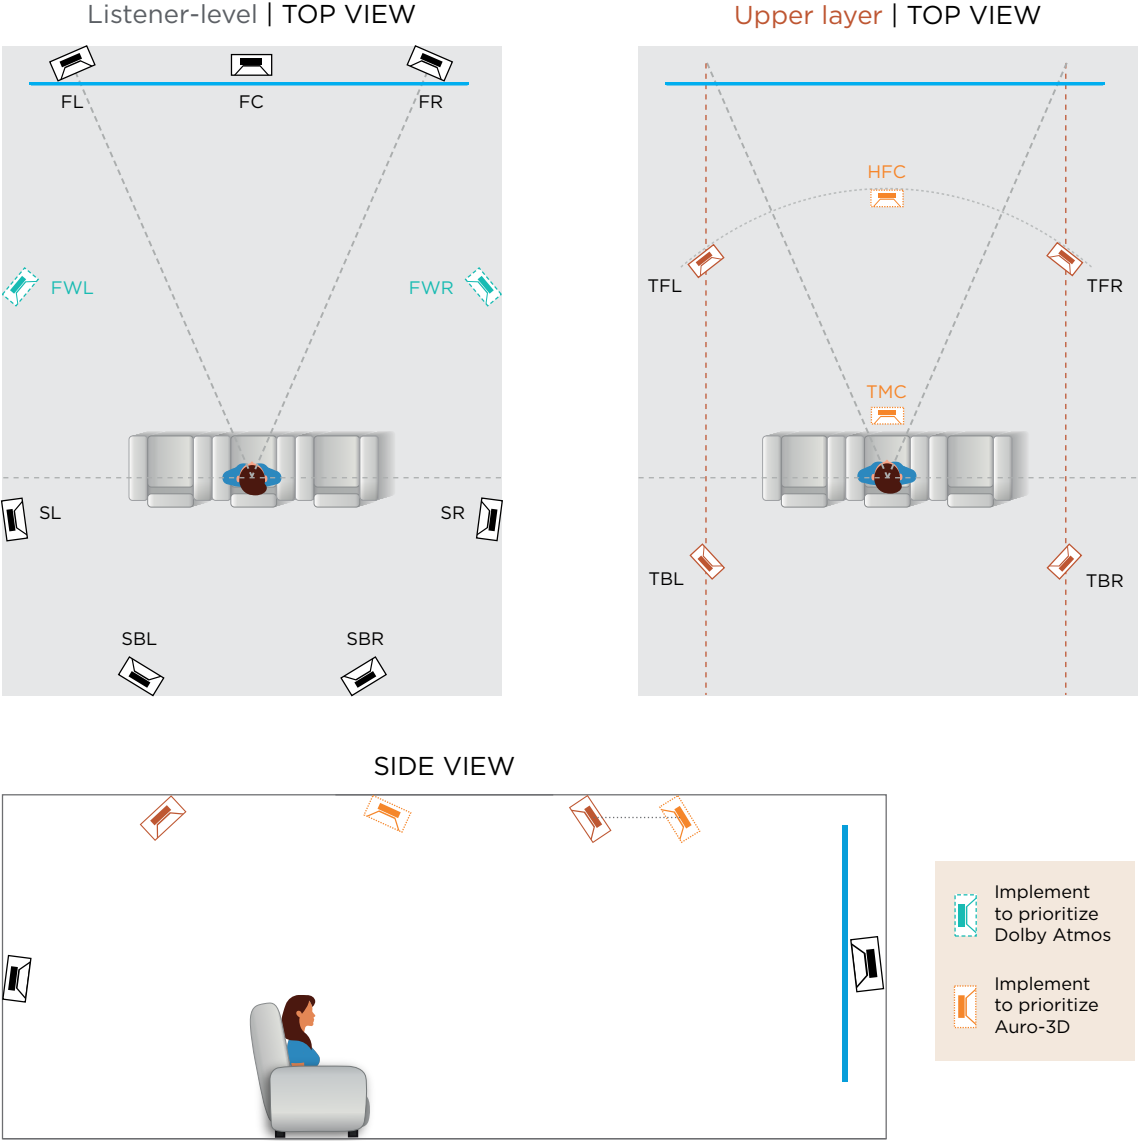 Listener-level | TOP VIEW
FL
FC
FR
FWL
FWR
SL
SR
SBL
SBR
Upper layer | TOP VIEW
HFC
TFL
TFR
TMC
TBL
TBR
SIDE VIEW
Implement
to prioritize
Dolby Atmos
Implement
to prioritize
Auro-3D